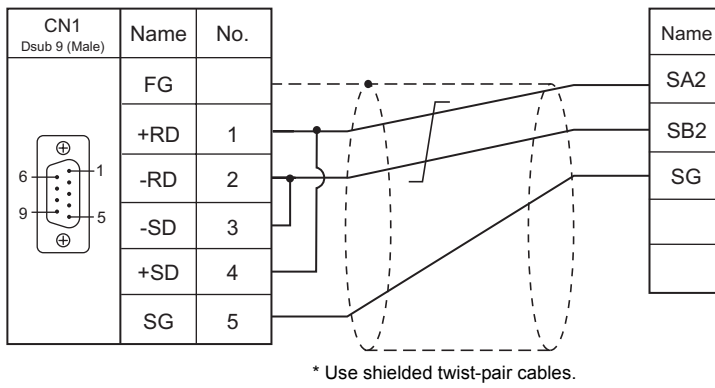 CN1
Dsub 9 (Male)
Name No.
FG
+RD 1
-RD 2
-SD 3
+SD 4
SG 5
6 1
9 5
Name
SA2
SB2
SG
* Use shielded twist-pair cables.